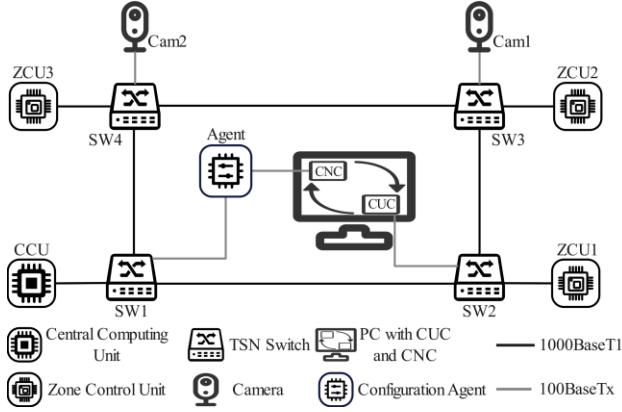 Cam2
Cam1
ZCU3
ZCU2
SW4
SW3
Agent
CNC
CUC
CCU
ZCU1
SW1
SW2
Central Computing
Unit
TSN Switch
PC with CUC
and CNC
1000BaseT1
Zone Control Unit
Camera
Configuration Agent
100BaseTx